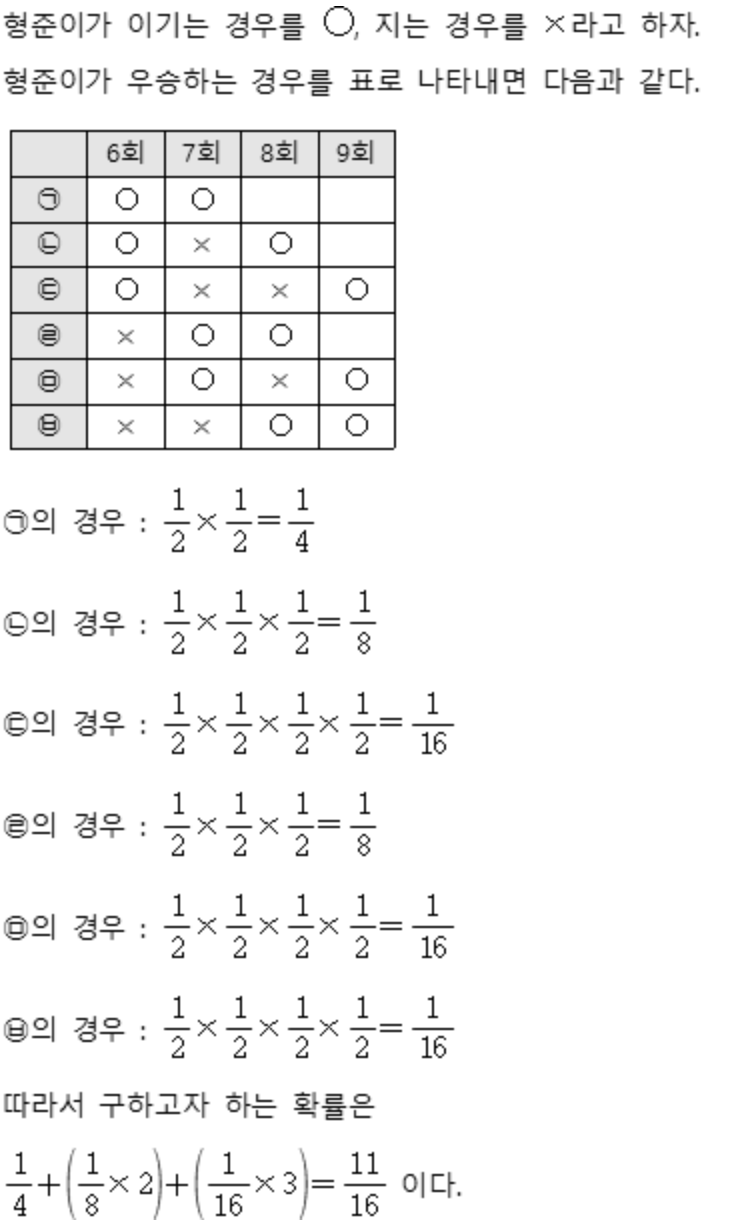 형준이가 이기는 경우를 ○, 지는 경우를 ×라고 하자.
형준이가 우승하는 경우를 표로 나타내면 다음과 같다.
6회 7회 8회 9회
㉠ ○ ○
㉡ ○ × ○
㉢ ○ × × ○
㉣ × ○ ○
㉤ × ○ × ○
㉥ × × ○ ○
㉠의 경우 : 1/2 × 1/2 = 1/4
㉡의 경우 : 1/2 × 1/2 × 1/2 = 1/8
㉢의 경우 : 1/2 × 1/2 × 1/2 × 1/2 = 1/16
㉣의 경우 : 1/2 × 1/2 × 1/2 = 1/8
㉤의 경우 : 1/2 × 1/2 × 1/2 × 1/2 = 1/16
㉥의 경우 : 1/2 × 1/2 × 1/2 × 1/2 = 1/16
따라서 구하고자 하는 확률은
1/4 + (1/8 × 2) + (1/16 × 3) = 11/16 이다.